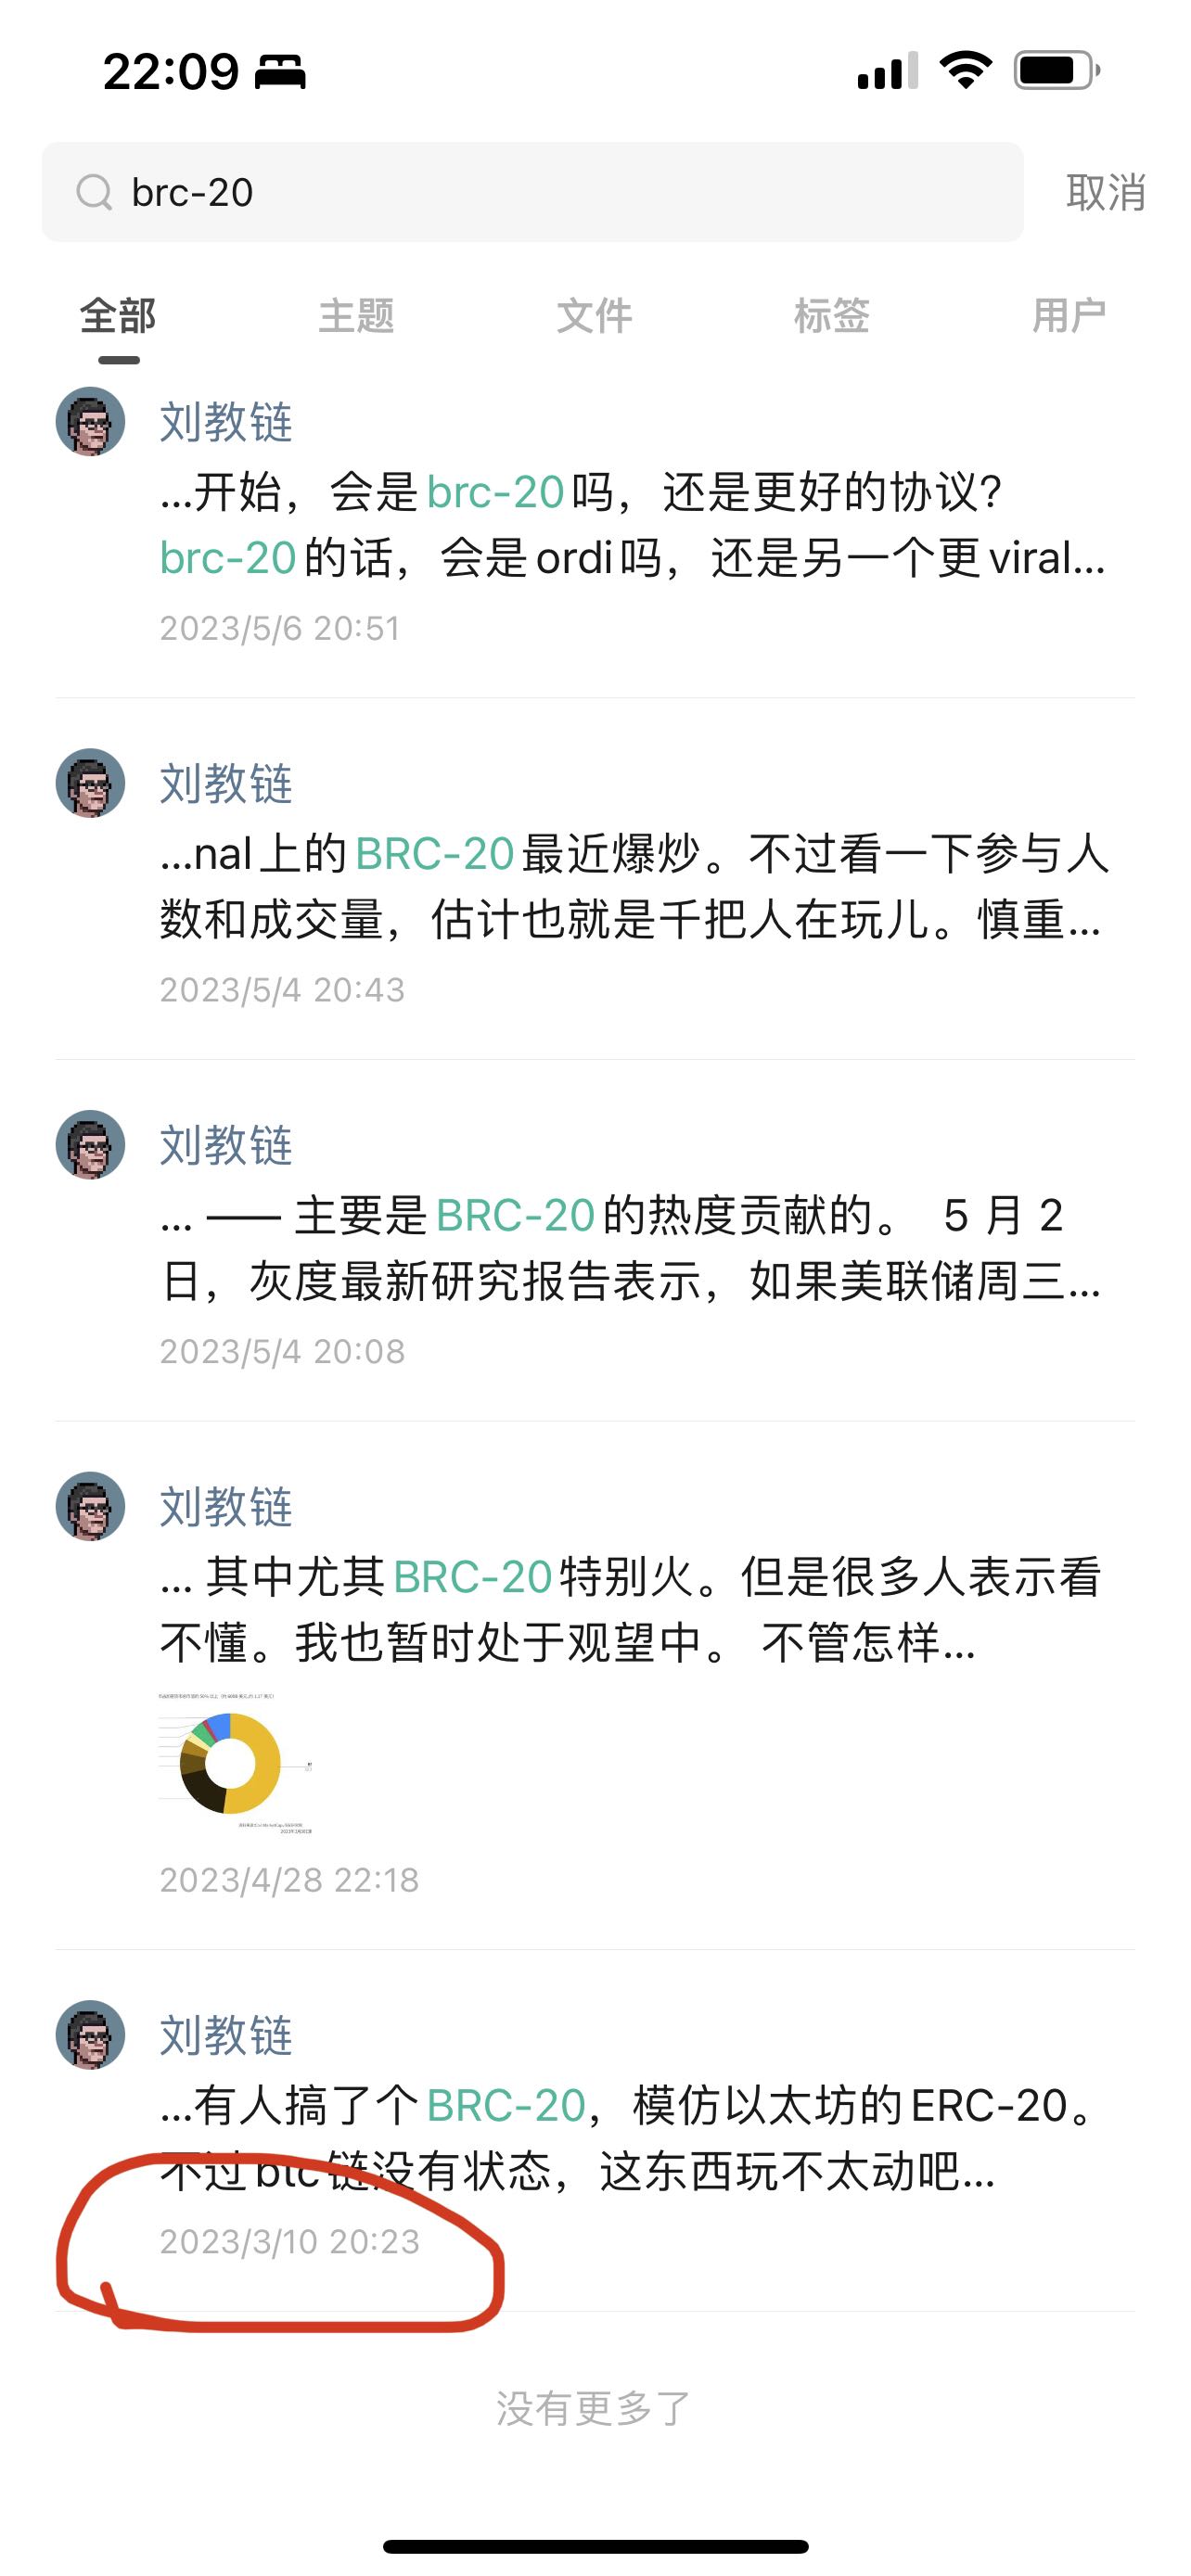 22:09
brc-20
取消
全部 主题 文件 标签 用户
刘教链
...开始，会是brc-20吗，还是更好的协议？
brc-20的话，会是ordi吗，还是另一个更viral...
2023/5/6 20:51
刘教链
...nal上的BRC-20最近爆炒。不过看一下参与人
数和成交量，估计也就是千把人在玩儿。慎重...
2023/5/4 20:43
刘教链
... —— 主要是BRC-20的热度贡献的。 5 月 2
日，灰度最新研究报告表示，如果美联储周三...
2023/5/4 20:08
刘教链
... 其中尤其BRC-20特别火。但是很多人表示看
不懂。我也暂时处于观望中。 不管怎样...
2023/4/28 22:18
刘教链
...有人搞了个BRC-20，模仿以太坊的ERC-20。
不过btc链没有状态，这东西玩不太动吧...
2023/3/10 20:23
没有更多了